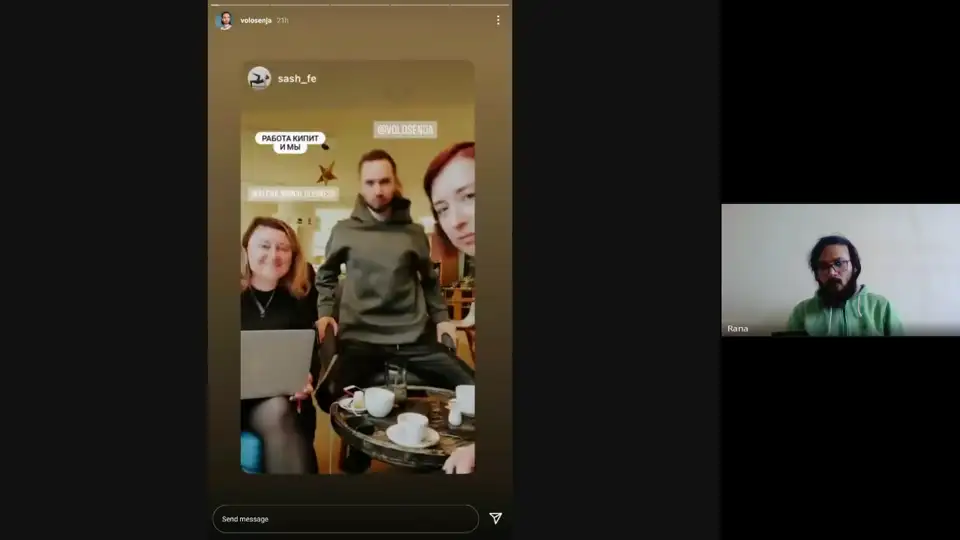 volosenja 21h
sash_fe
@VOLOSENJA
РАБОТА КИПИТ
И МЫ
Rana
Send message